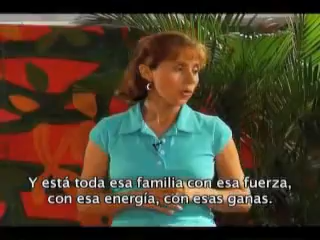 Y está toda esa familia con esa fuerza,
con esa energía, con esas ganas.